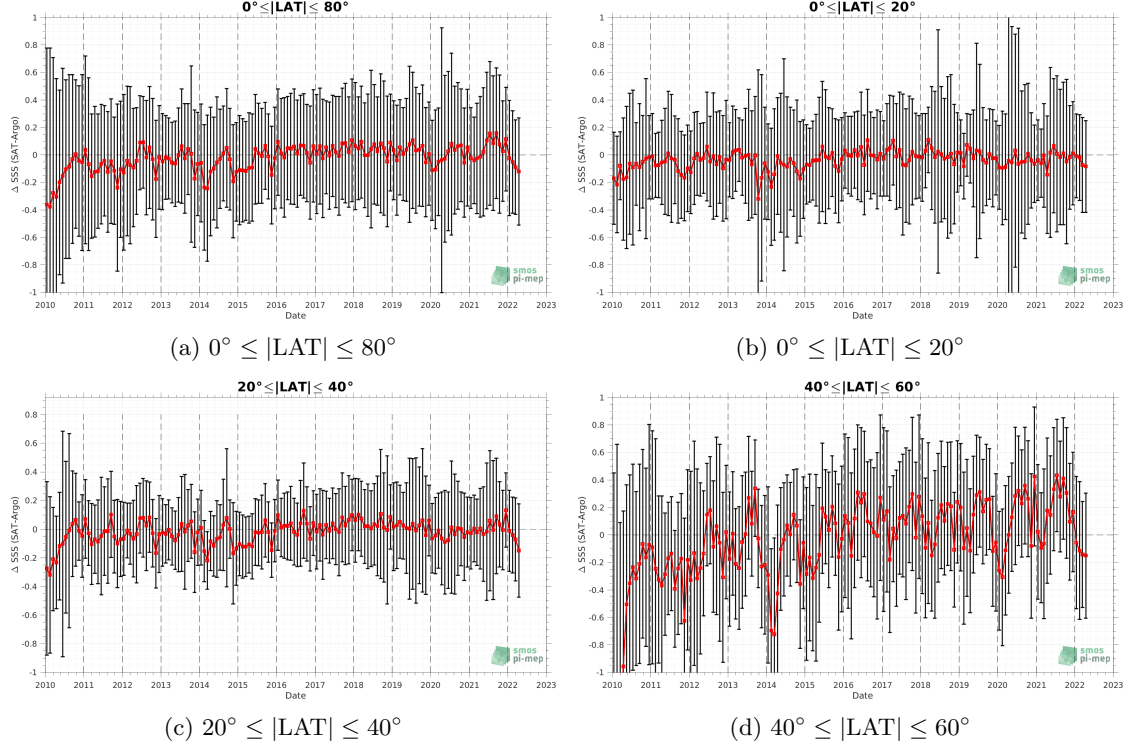 0°≤|LAT|≤ 80°
Δ SSS (SAT-Argo)
1
0.8
0.6
0.4
0.2
0
-0.2
-0.4
-0.6
-0.8
-1
2010 2011 2012 2013 2014 2015 2016 2017 2018 2019 2020 2021 2022 2023
Date
smos
pi-mep
(a) 0° ≤ |LAT| ≤ 80°
0°≤|LAT|≤ 20°
Δ SSS (SAT-Argo)
1
0.8
0.6
0.4
0.2
0
-0.2
-0.4
-0.6
-0.8
-1
2010 2011 2012 2013 2014 2015 2016 2017 2018 2019 2020 2021 2022 2023
Date
smos
pi-mep
(b) 0° ≤ |LAT| ≤ 20°
20°≤|LAT|≤ 40°
Δ SSS (SAT-Argo)
0.8
0.6
0.4
0.2
0
-0.2
-0.4
-0.6
-0.8
-1
2010 2011 2012 2013 2014 2015 2016 2017 2018 2019 2020 2021 2022 2023
Date
smos
pi-mep
(c) 20° ≤ |LAT| ≤ 40°
40°≤|LAT|≤ 60°
Δ SSS (SAT-Argo)
1
0.8
0.6
0.4
0.2
0
-0.2
-0.4
-0.6
-0.8
-1
2010 2011 2012 2013 2014 2015 2016 2017 2018 2019 2020 2021 2022 2023
Date
smos
pi-mep
(d) 40° ≤ |LAT| ≤ 60°